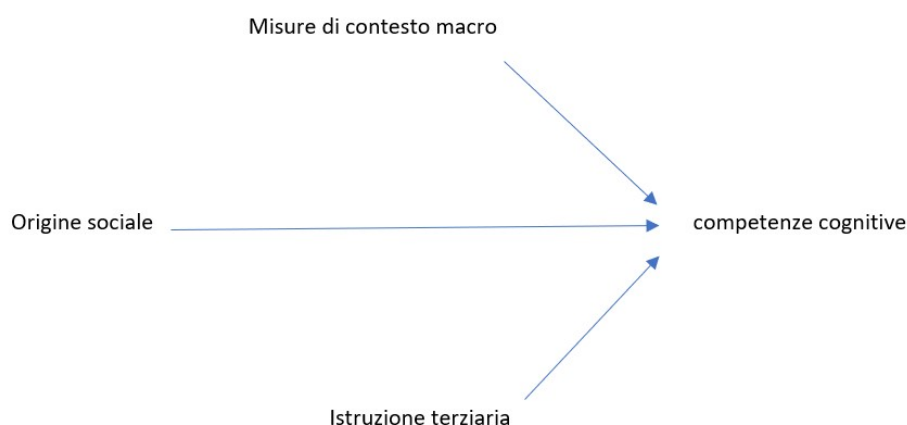 Misure di contesto macro
Origine sociale
competenze cognitive
Istruzione terziaria